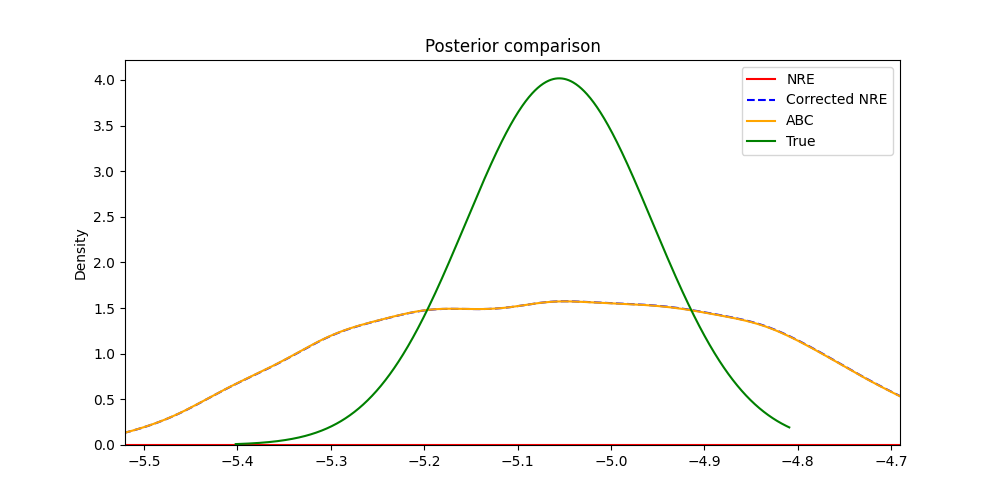 Posterior comparison
NRE
Corrected NRE
ABC
True
Density
4.0
3.5
3.0
2.5
2.0
1.5
1.0
0.5
0.0
−5.5 −5.4 −5.3 −5.2 −5.1 −5.0 −4.9 −4.8 −4.7